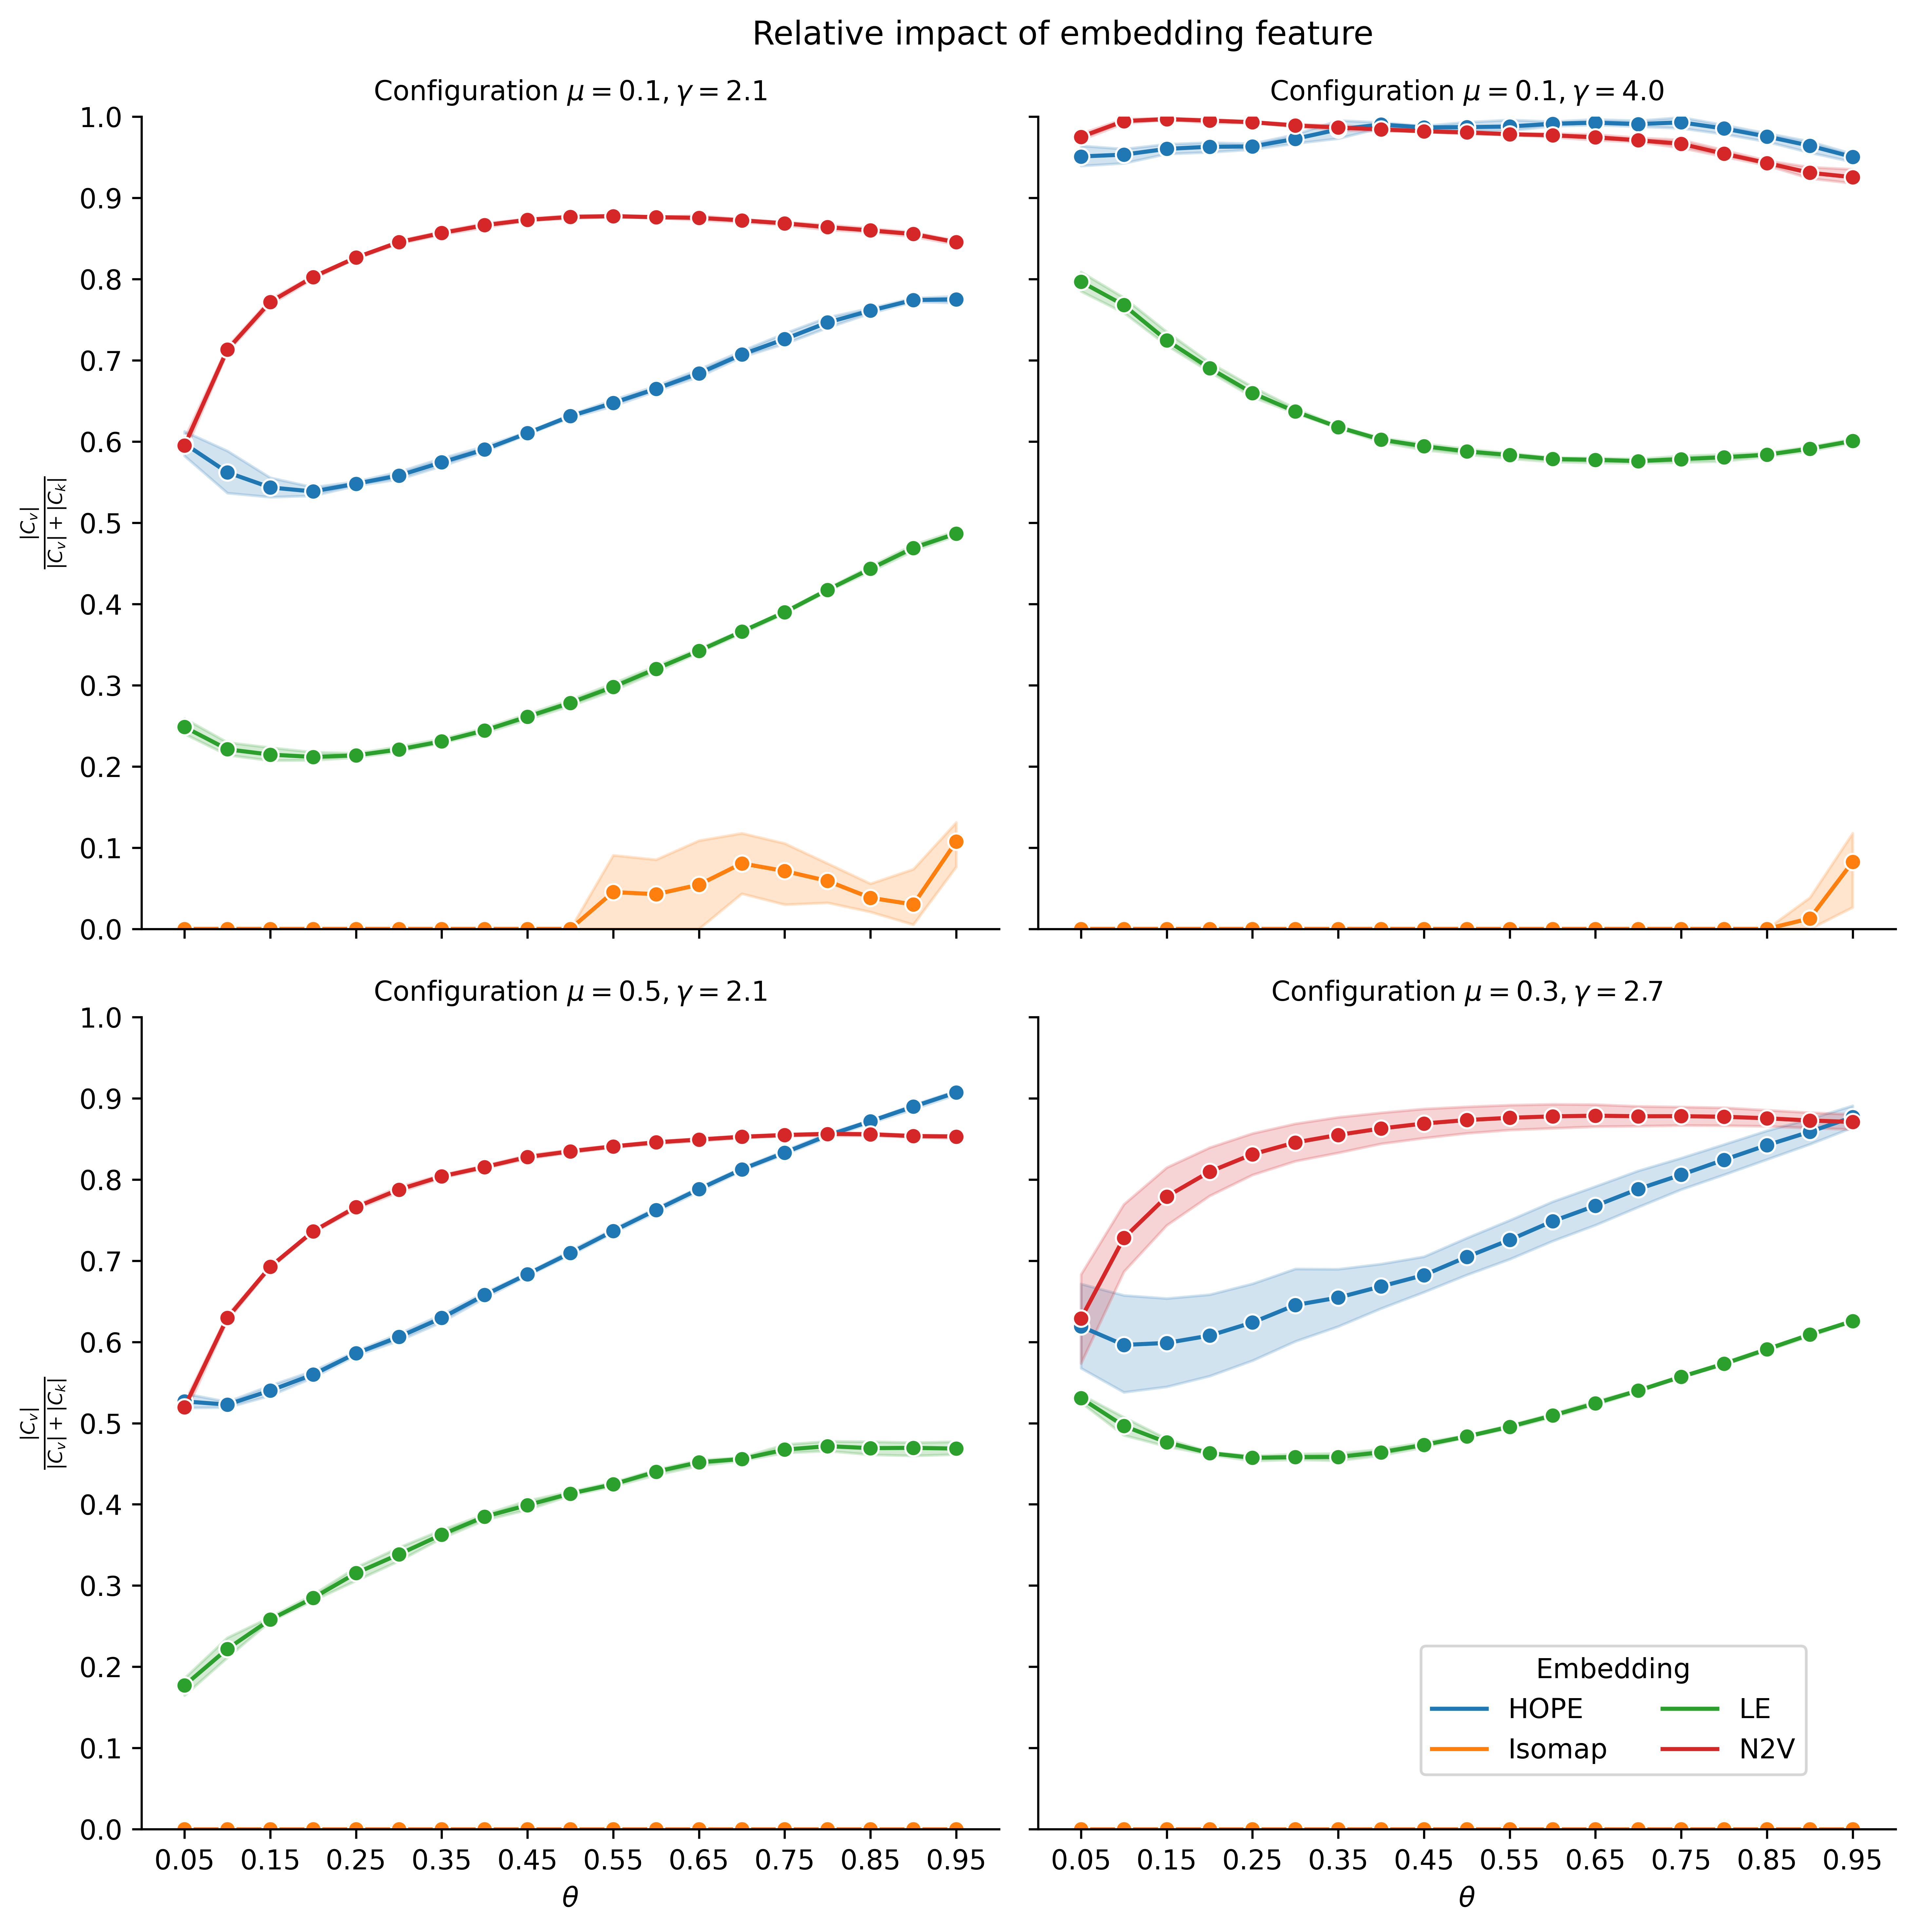 Relative impact of embedding feature
Configuration μ = 0.1, γ = 2.1
1.0
0.9
0.8
0.7
0.6
0.5
0.4
0.3
0.2
0.1
0.0
|C_v|
|C_v| + |C_k|
Configuration μ = 0.1, γ = 4.0
Configuration μ = 0.5, γ = 2.1
1.0
0.9
0.8
0.7
0.6
0.5
0.4
0.3
0.2
0.1
0.0
|C_v|
|C_v| + |C_k|
0.05 0.15 0.25 0.35 0.45 0.55 0.65 0.75 0.85 0.95
θ
Configuration μ = 0.3, γ = 2.7
Embedding
HOPE LE
Isomap N2V
0.05 0.15 0.25 0.35 0.45 0.55 0.65 0.75 0.85 0.95
θ